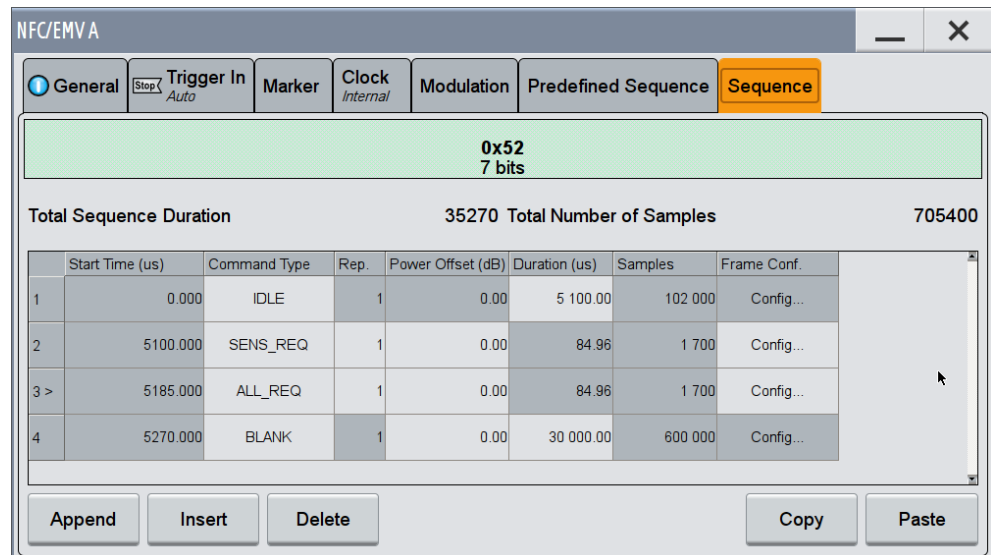 NFC/EMV A
General
Stop Trigger In
Auto
Marker
Clock
Internal
Modulation
Predefined Sequence
Sequence
0x52
7 bits
Total Sequence Duration 35270 Total Number of Samples 705400
Start Time (us) Command Type Rep. Power Offset (dB) Duration (us) Samples Frame Conf.
1 0.000 IDLE 1 0.00 5 100.00 102 000 Config...
2 5100.000 SENS_REQ 1 0.00 84.96 1 700 Config...
3 > 5185.000 ALL_REQ 1 0.00 84.96 1 700 Config...
4 5270.000 BLANK 1 0.00 30 000.00 600 000 Config...
Append Insert Delete Copy Paste